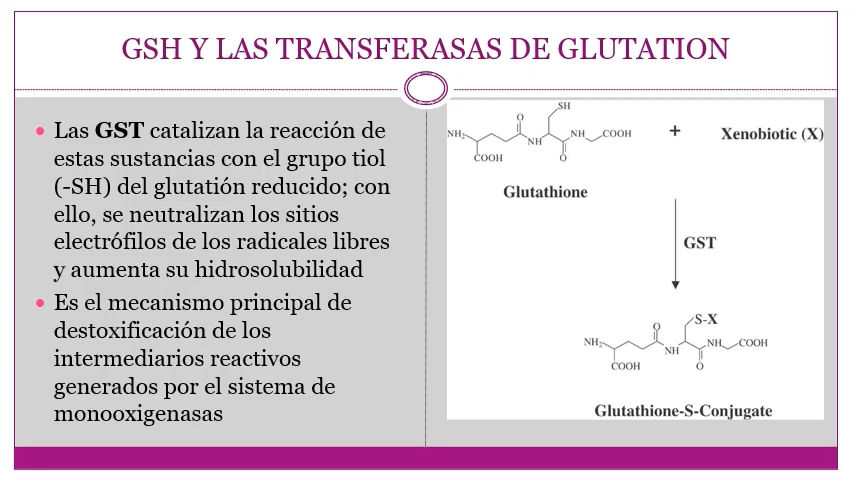 GSH Y LAS TRANSFERASAS DE GLUTATION
• Las GST catalizan la reacción de
estas sustancias con el grupo tiol
(-SH) del glutatión reducido; con
ello, se neutralizan los sitios
electrófilos de los radicales libres
y aumenta su hidrosolubilidad
• Es el mecanismo principal de
destoxificación de los
intermediarios reactivos
generados por el sistema de
monooxigenasas
SH
O
NH₂
NH
NH
COOH
COOH
O
+
Xenobiotic (X)
Glutathione
GST
S-X
O
NH₂
NH
NH
COOH
COOH
O
Glutathione-S-Conjugate